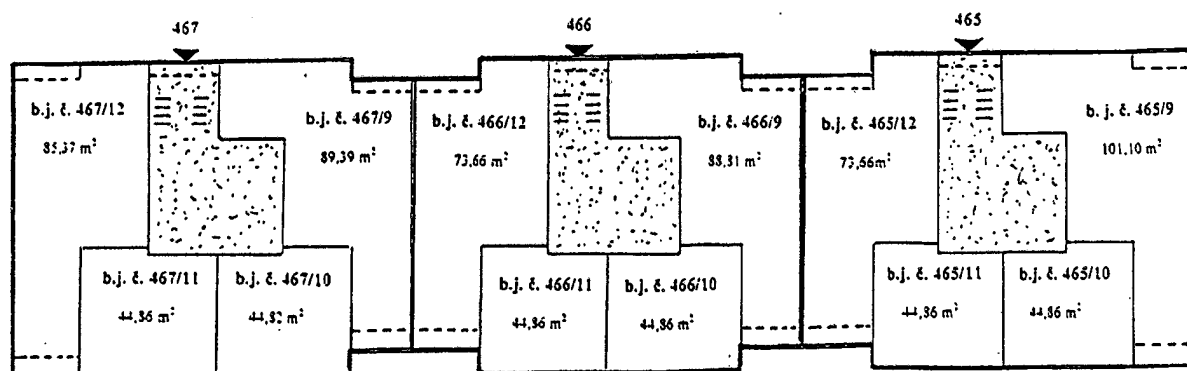 467
466
465
b.j. č. 467/12
85,37 m²
b.j. č. 467/9
89,39 m²
b.j. č. 466/12
73,66 m²
b.j. č. 466/9
88,81 m²
b.j. č. 465/12
73,66m²
b.j. č. 465/9
101,10 m²
b.j. č. 467/11
44,86 m²
b.j. č. 467/10
44,82 m²
b.j. č. 466/11
44,86 m²
b.j. č. 466/10
44,86 m²
b.j. č. 465/11
44,86 m²
b.j. č. 465/10
44,86 m²